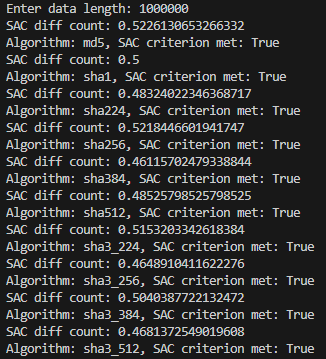 Enter data length: 1000000
SAC diff count: 0.5226130653266332
Algorithm: md5, SAC criterion met: True
SAC diff count: 0.5
Algorithm: sha1, SAC criterion met: True
SAC diff count: 0.48324022346368717
Algorithm: sha224, SAC criterion met: True
SAC diff count: 0.5218446601941747
Algorithm: sha256, SAC criterion met: True
SAC diff count: 0.46115702479338844
Algorithm: sha384, SAC criterion met: True
SAC diff count: 0.48525798525798525
Algorithm: sha512, SAC criterion met: True
SAC diff count: 0.5153203342618384
Algorithm: sha3_224, SAC criterion met: True
SAC diff count: 0.4648910411622276
Algorithm: sha3_256, SAC criterion met: True
SAC diff count: 0.5040387722132472
Algorithm: sha3_384, SAC criterion met: True
SAC diff count: 0.4681372549019608
Algorithm: sha3_512, SAC criterion met: True